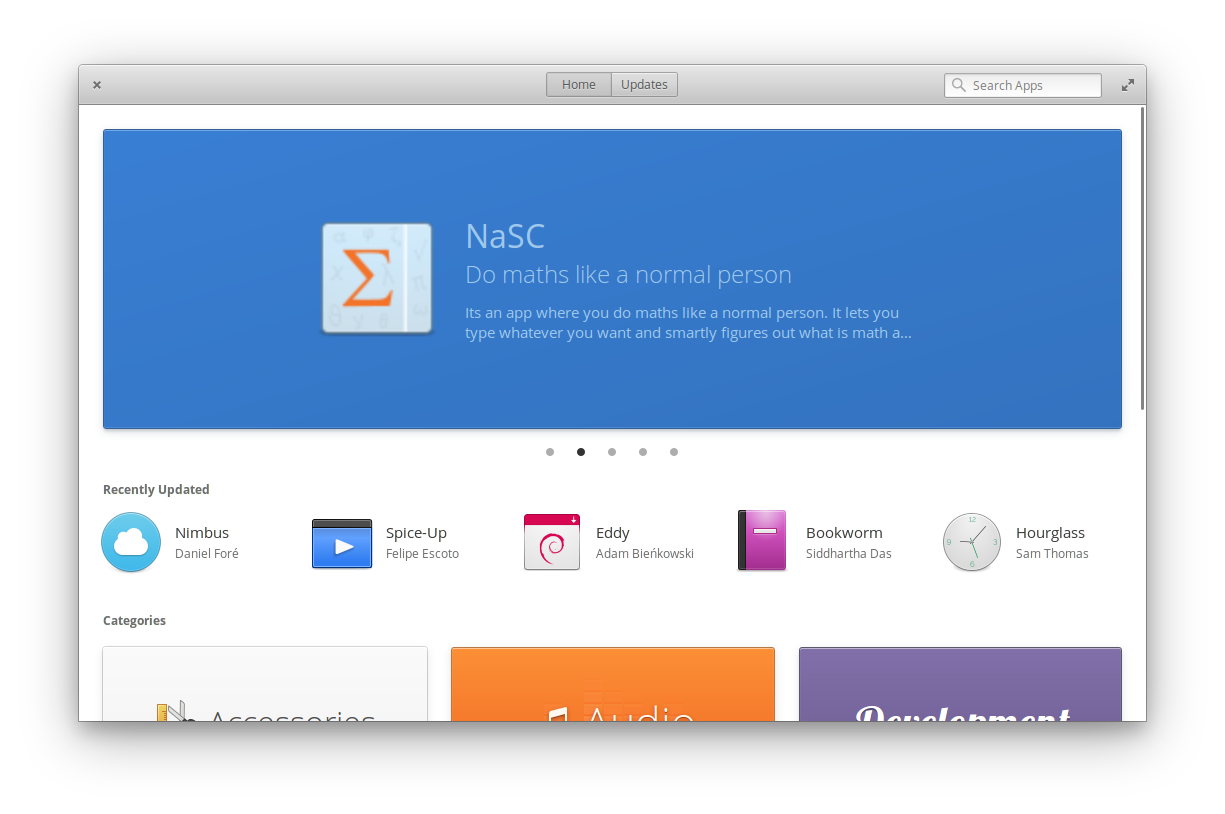 Home
Updates
Search Apps
NaSC
Do maths like a normal person
Its an app where you do maths like a normal person. It lets you
type whatever you want and smartly figures out what is math a...
Recently Updated
Nimbus
Daniel Foré
Spice-Up
Felipe Escoto
Eddy
Adam Bieńkowski
Bookworm
Siddhartha Das
Hourglass
Sam Thomas
Categories
Accessories
Audio
Development